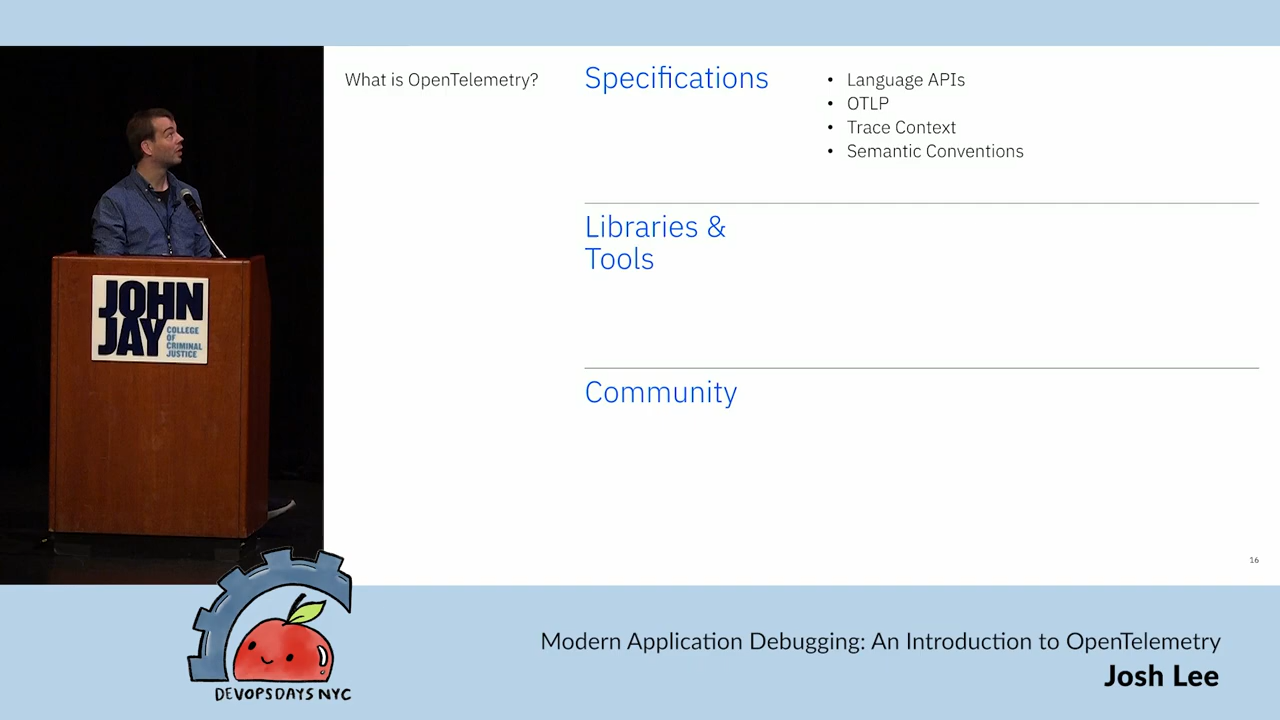 What is OpenTelemetry?
Specifications
• Language APIs
• OTLP
• Trace Context
• Semantic Conventions
Libraries &
Tools
Community
16
JOHN
JAY
COLLEGE
OF
CRIMINAL
JUSTICE
DEVOPSDAYS NYC
Modern Application Debugging: An Introduction to OpenTelemetry
Josh Lee